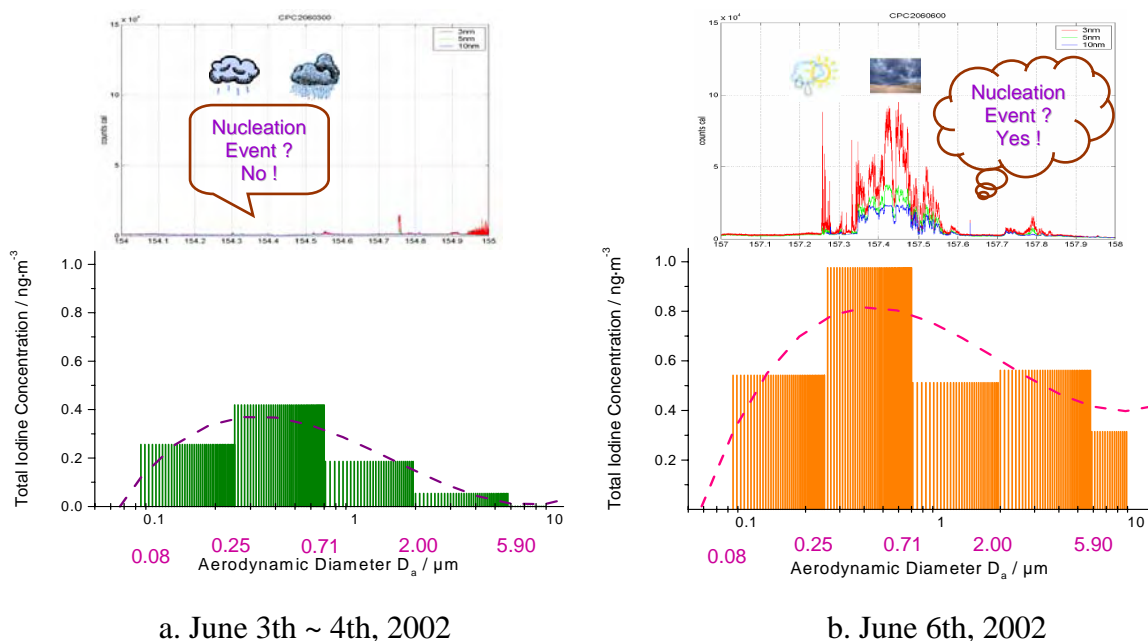 CPC2060300
x 10⁴
15
10
5
0
counts cal
3nm
5nm
10nm
Nucleation
Event ?
No !
154 154.1 154.2 154.3 154.4 154.5 154.6 154.7 154.8 154.9 155
1.0
0.8
0.6
0.4
0.2
0.0
Total Iodine Concentration / ng·m⁻³
0.1 1 10
0.08 0.25 0.71 2.00 5.90
Aerodynamic Diameter Dₐ / µm
a. June 3th ~ 4th, 2002
CPC2060600
x 10⁴
15
10
5
0
counts cal
3nm
5nm
10nm
Nucleation
Event ?
Yes !
157 157.1 157.2 157.3 157.4 157.5 157.6 157.7 157.8 157.9 158
1.0
0.8
0.6
0.4
0.2
Total Iodine Concentration / ng·m⁻³
0.1 1 10
0.08 0.25 0.71 2.00 5.90
Aerodynamic Diameter Dₐ / µm
b. June 6th, 2002